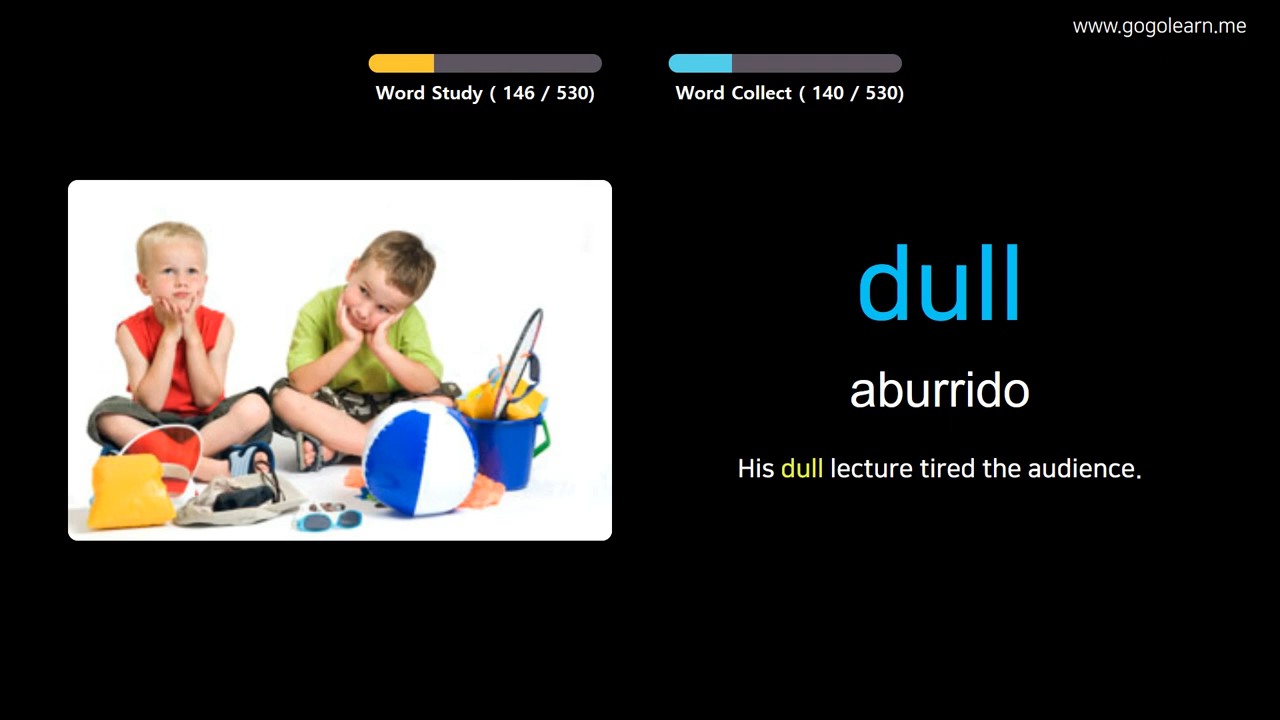 www.gogolearn.me
Word Study ( 146 / 530)
Word Collect ( 140 / 530)
dull
aburrido
His dull lecture tired the audience.